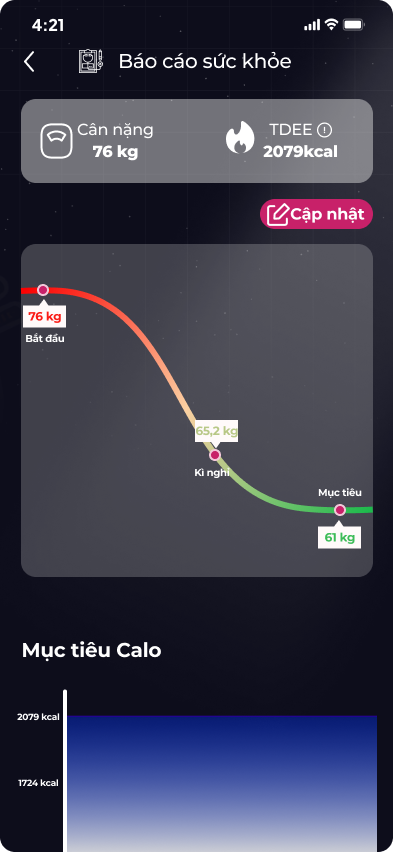 4:21
Báo cáo sức khỏe
Cân nặng
76 kg
TDEE
2079kcal
Cập nhật
76 kg
Bắt đầu
65,2 kg
Kì nghỉ
Mục tiêu
61 kg
Mục tiêu Calo
2079 kcal
1724 kcal